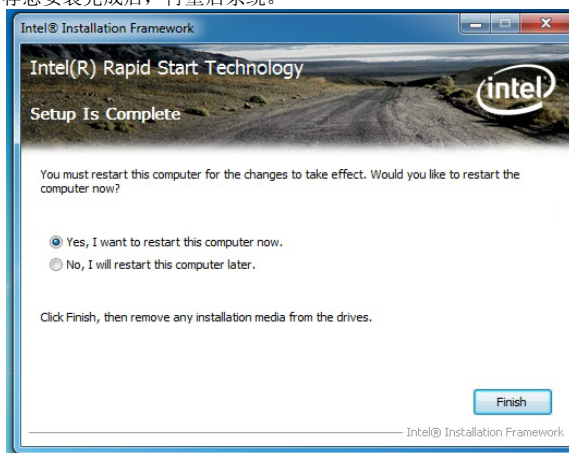 Intel® Installation Framework
Intel(R) Rapid Start Technology
intel
Setup Is Complete
You must restart this computer for the changes to take effect. Would you like to restart the
computer now?
Yes, I want to restart this computer now.
No, I will restart this computer later.
Click Finish, then remove any installation media from the drives.
Finish
Intel® Installation Framework